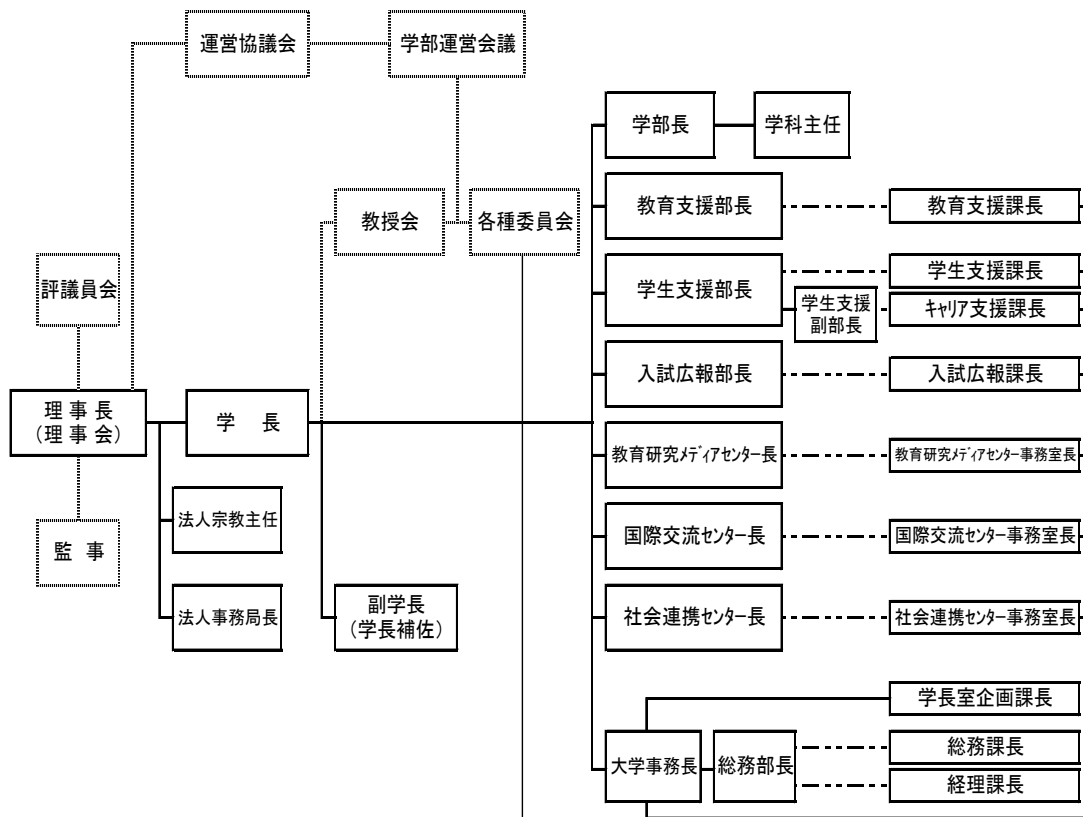 運営協議会
学部運営会議
学部長
学科主任
教授会
各種委員会
教育支援部長
教育支援課長
評議員会
学生支援部長
学生支援課長
学生支援
副部長
キャリア支援課長
入試広報部長
入試広報課長
理事長
(理事会)
学 長
教育研究メディアセンター長
教育研究メディアセンター事務室長
法人宗教主任
監 事
国際交流センター長
国際交流センター事務室長
法人事務局長
副学長
(学長補佐)
社会連携センター長
社会連携センター事務室長
学長室企画課長
大学事務長
総務部長
総務課長
経理課長